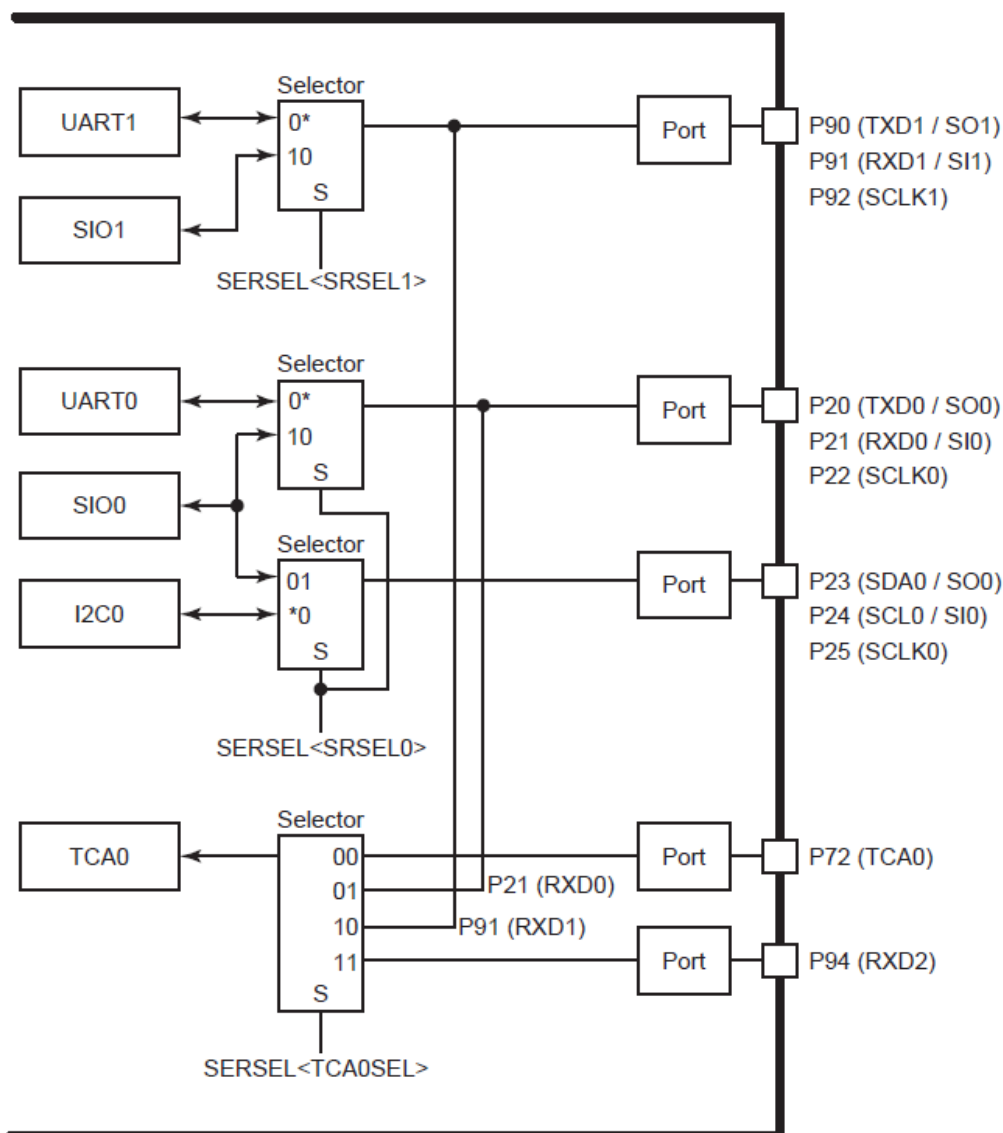 Selector
UART1
0*
10
S
SIO1
SERSEL<SRSEL1>
Port
P90 (TXD1 / SO1)
P91 (RXD1 / SI1)
P92 (SCLK1)
Selector
UART0
0*
10
S
SIO0
Port
P20 (TXD0 / SO0)
P21 (RXD0 / SI0)
P22 (SCLK0)
Selector
01
*0
S
I2C0
SERSEL<SRSEL0>
Port
P23 (SDA0 / SO0)
P24 (SCL0 / SI0)
P25 (SCLK0)
Selector
TCA0
00
01
10
11
S
P21 (RXD0)
P91 (RXD1)
SERSEL<TCA0SEL>
Port
P72 (TCA0)
Port
P94 (RXD2)